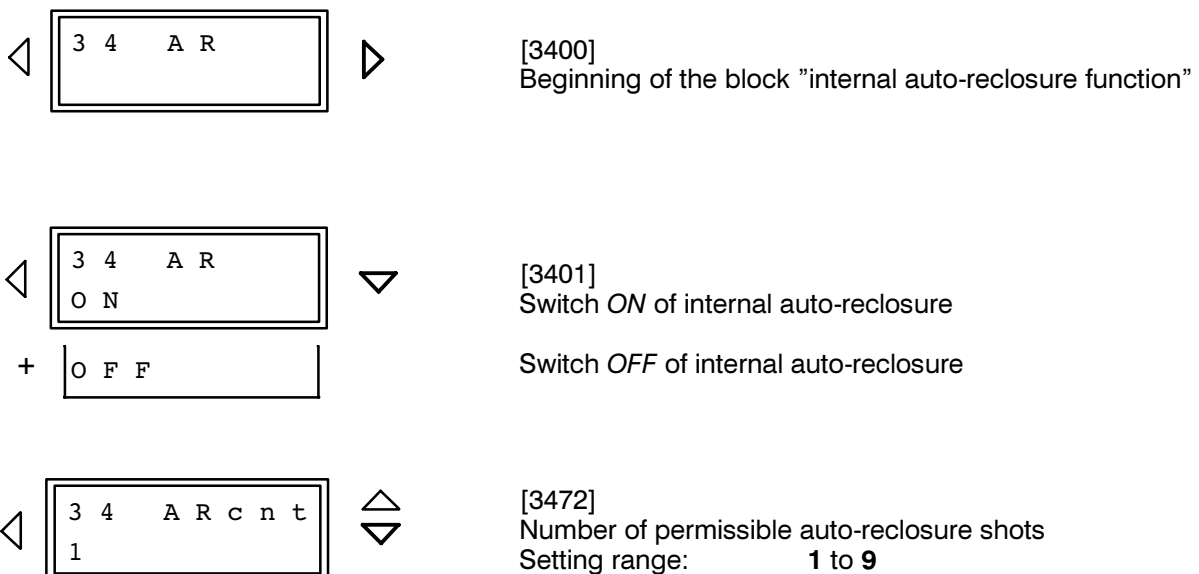 3 4 A R
[3400]
Beginning of the block ”internal auto-reclosure function”
3 4 A R
O N
[3401]
Switch ON of internal auto-reclosure
+
O F F
Switch OFF of internal auto-reclosure
3 4 A R c n t
1
[3472]
Number of permissible auto-reclosure shots
Setting range: 1 to 9